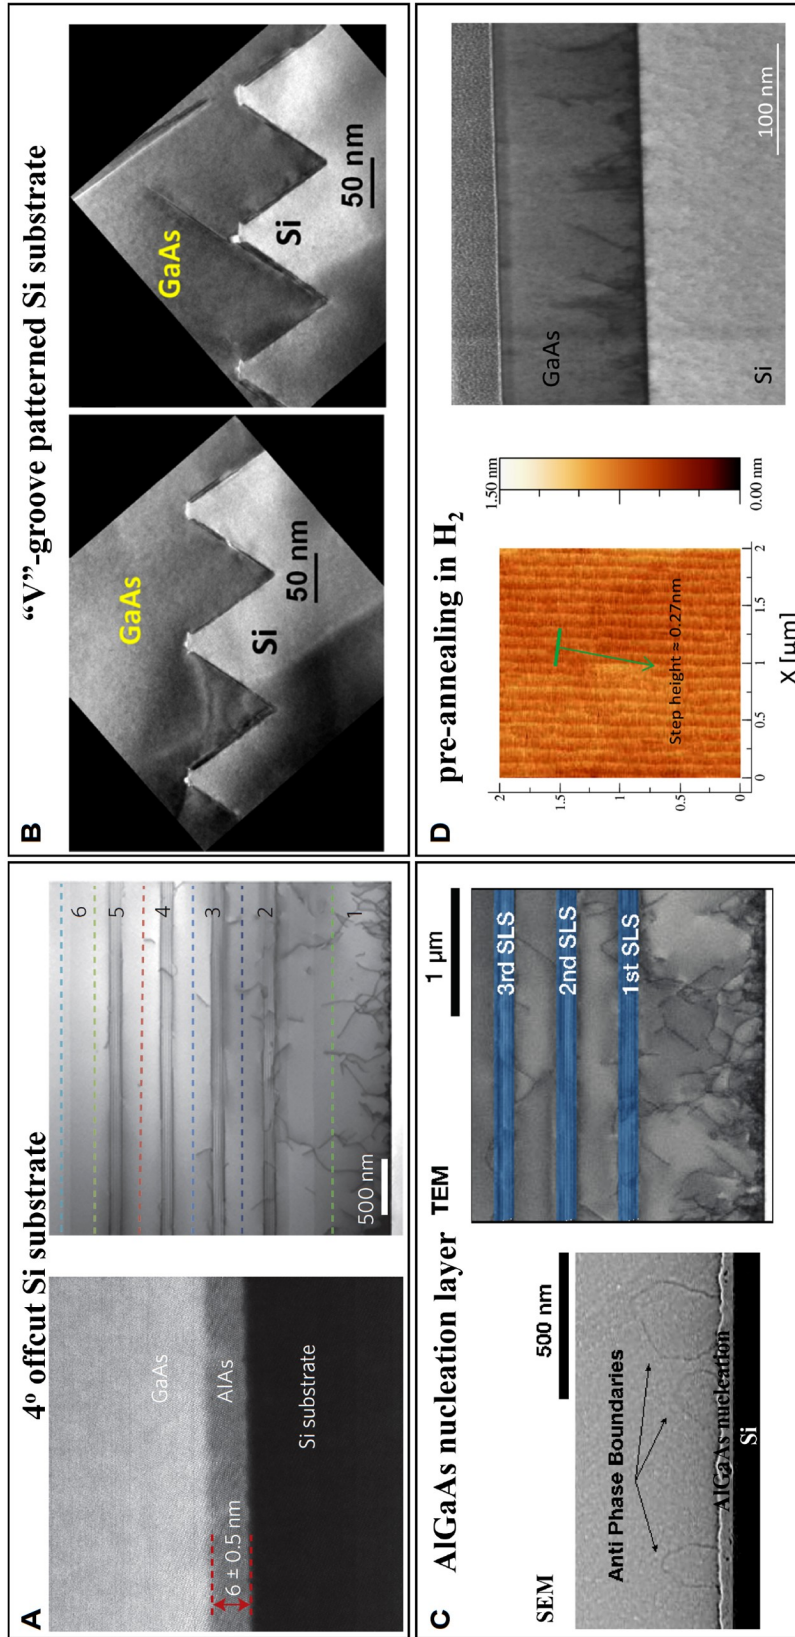 A
4º offcut Si substrate
GaAs
AlAs
6 ± 0.5 nm
Si substrate
6
5
4
3
2
1
500 nm
B
“V”-groove patterned Si substrate
GaAs
Si
50 nm
GaAs
Si
50 nm
C
AlGaAs nucleation layer
SEM
500 nm
Anti Phase Boundaries
AlGaAs nucleation
Si
TEM
1 µm
3rd SLS
2nd SLS
1st SLS
D
pre-annealing in H₂
2
1.5
1
0.5
0
0
0.5
1
1.5
2
X [µm]
Step height ≈ 0.27nm
1.50 nm
0.00 nm
GaAs
Si
100 nm